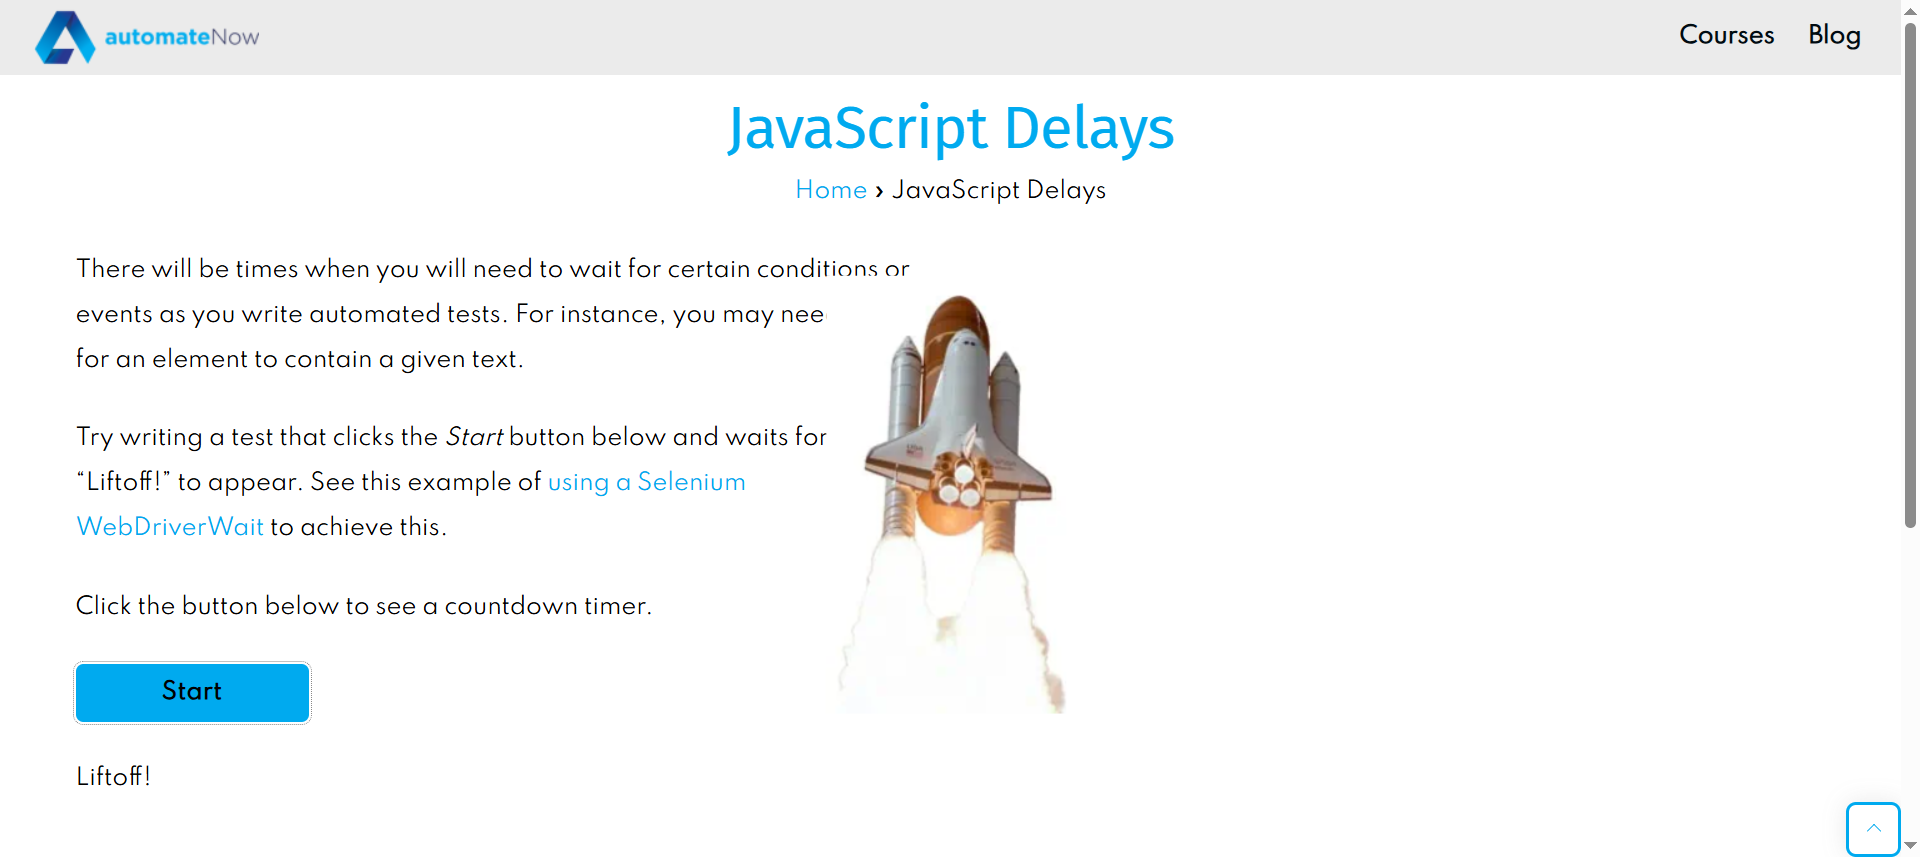 automateNow
Courses Blog
JavaScript Delays
Home › JavaScript Delays
There will be times when you will need to wait for certain conditions or
events as you write automated tests. For instance, you may nee
for an element to contain a given text.
Try writing a test that clicks the Start button below and waits for
“Liftoff!” to appear. See this example of using a Selenium
WebDriverWait to achieve this.
Click the button below to see a countdown timer.
Start
Liftoff!